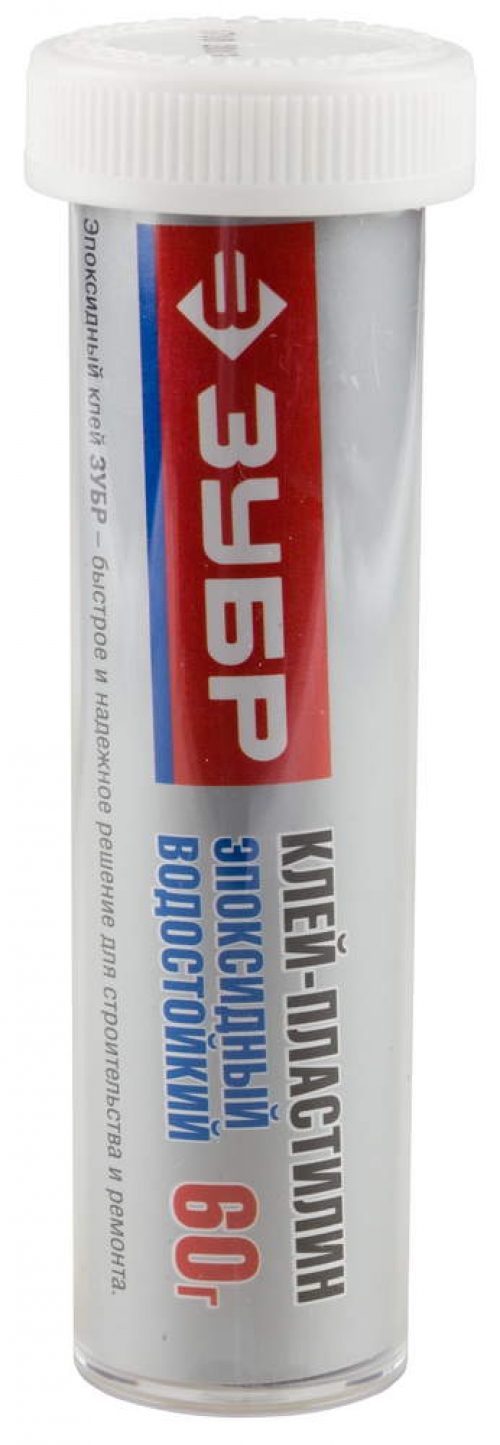 ЗУБР
КЛЕЙ-ПЛАСТИЛИН
ЭПОКСИДНЫЙ
ВОДОСТОЙКИЙ
60г
Эпоксидный клей ЗУБР – быстрое и надежное решение для строительства и ремонта.